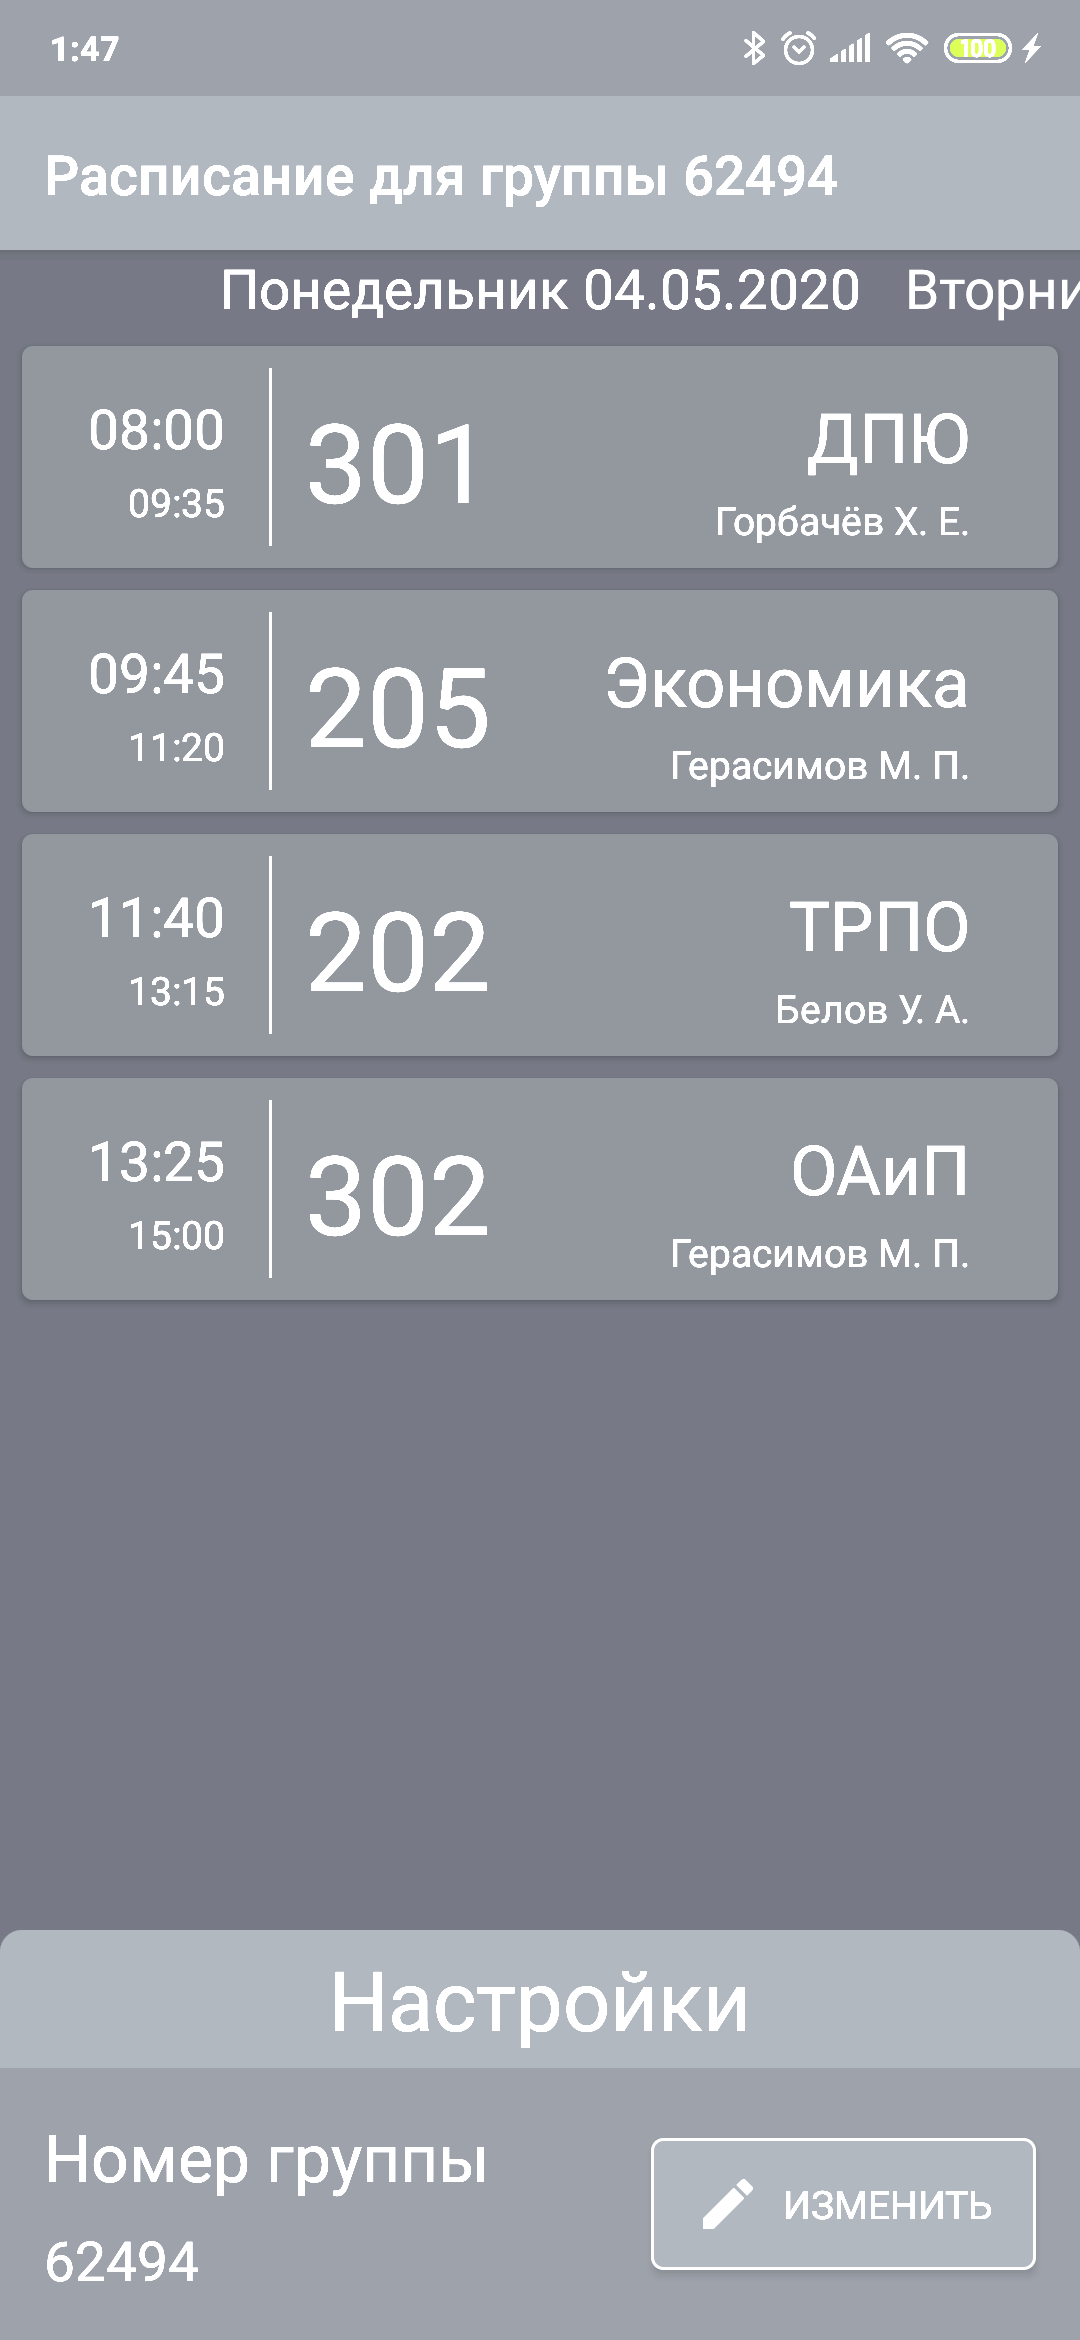 1:47 100
Расписание для группы 62494
Понедельник 04.05.2020 Вторни
08:00 301 ДПЮ
09:35 Горбачёв Х. Е.
09:45 205 Экономика
11:20 Герасимов М. П.
11:40 202 ТРПО
13:15 Белов У. А.
13:25 302 ОАиП
15:00 Герасимов М. П.
Настройки
Номер группы
62494
ИЗМЕНИТЬ